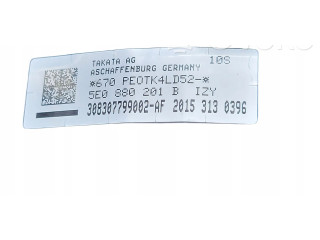 TAKATA AG 10S
ASCHAFFENBURG GERMANY
*670 PEOTK4LD52-*
5E0 880 201 B IZY
308307799002-AF 2015 313 0396